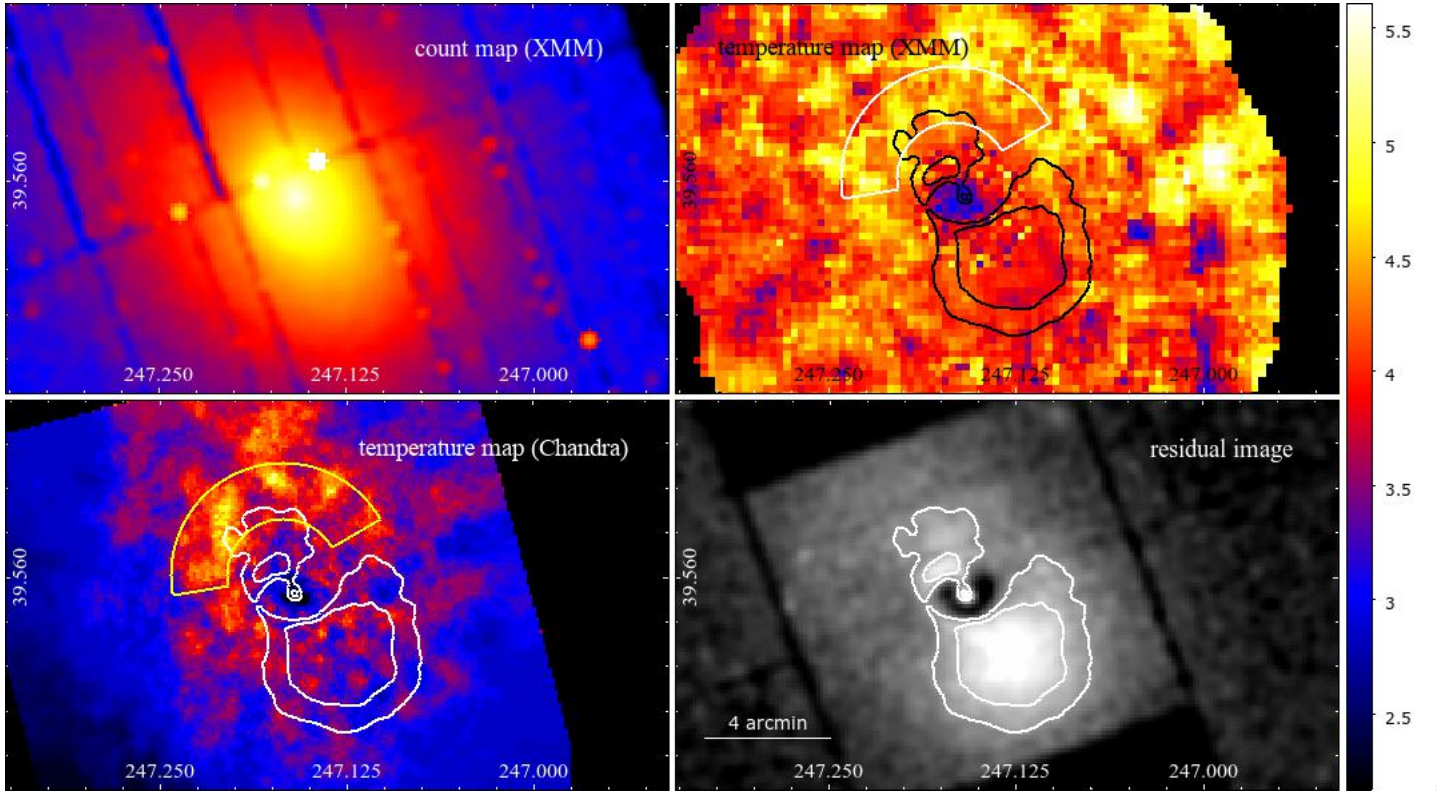 count map (XMM)
39.560
247.250 247.125 247.000
temperature map (XMM)
39.560
247.250 247.125 247.000
temperature map (Chandra)
39.560
247.250 247.125 247.000
residual image
39.560
4 arcmin
247.250 247.125 247.000
5.5
5
4.5
4
3.5
3
2.5